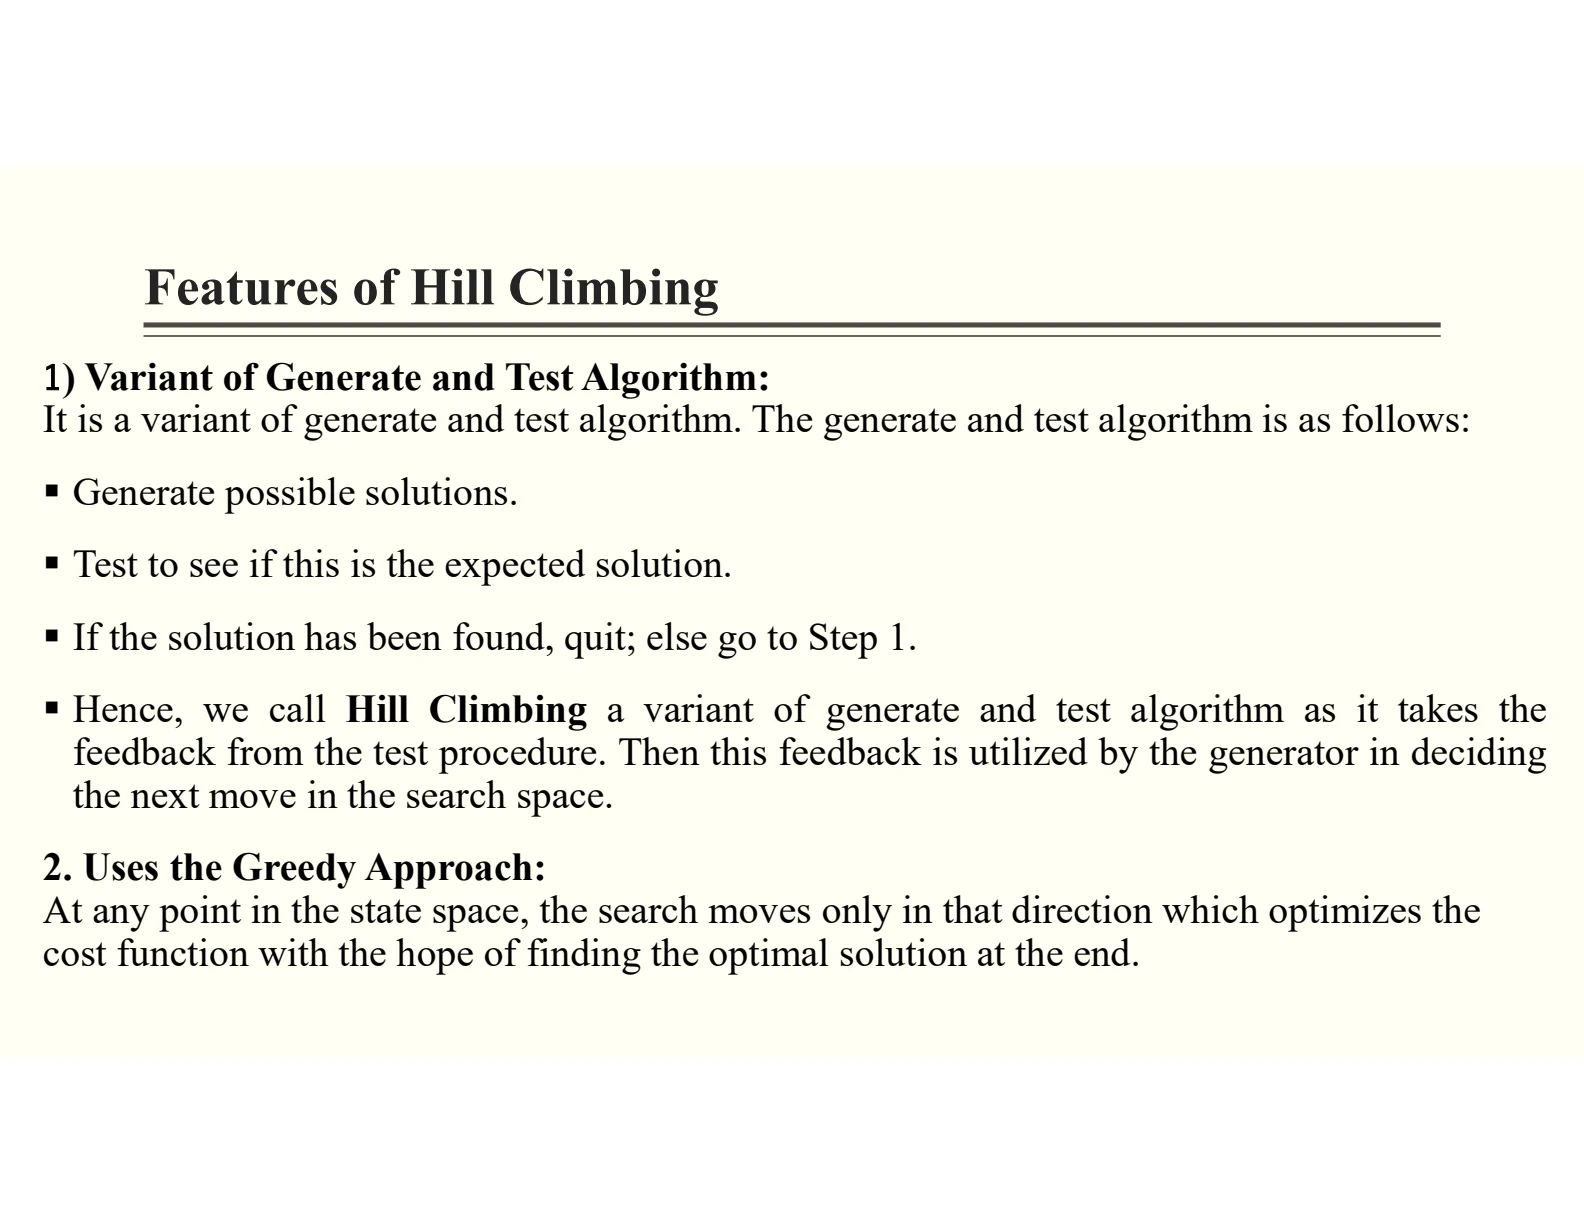 Features of Hill Climbing
1) Variant of Generate and Test Algorithm:
It is a variant of generate and test algorithm. The generate and test algorithm is as follows:
▪ Generate possible solutions.
▪ Test to see if this is the expected solution.
▪ If the solution has been found, quit; else go to Step 1.
▪ Hence, we call Hill Climbing a variant of generate and test algorithm as it takes the
feedback from the test procedure. Then this feedback is utilized by the generator in deciding
the next move in the search space.
2. Uses the Greedy Approach:
At any point in the state space, the search moves only in that direction which optimizes the
cost function with the hope of finding the optimal solution at the end.